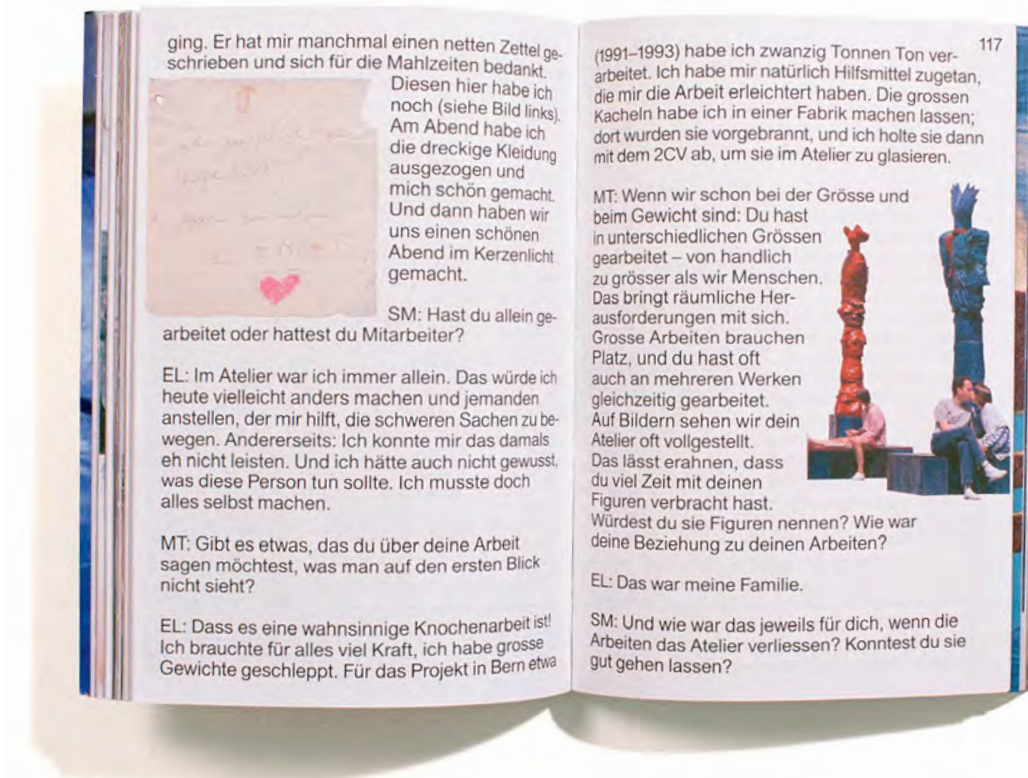 ging. Er hat mir manchmal einen netten Zettel ge-
schrieben und sich für die Mahlzeiten bedankt.
Diesen hier habe ich
noch (siehe Bild links).
Am Abend habe ich
die dreckige Kleidung
ausgezogen und
mich schön gemacht.
Und dann haben wir
uns einen schönen
Abend im Kerzenlicht
gemacht.
SM: Hast du allein ge-
arbeitet oder hattest du Mitarbeiter?
EL: Im Atelier war ich immer allein. Das würde ich
heute vielleicht anders machen und jemanden
anstellen, der mir hilft, die schweren Sachen zu be-
wegen. Andererseits: Ich konnte mir das damals
eh nicht leisten. Und ich hätte auch nicht gewusst,
was diese Person tun sollte. Ich musste doch
alles selbst machen.
MT: Gibt es etwas, das du über deine Arbeit
sagen möchtest, was man auf den ersten Blick
nicht sieht?
EL: Dass es eine wahnsinnige Knochenarbeit ist!
Ich brauchte für alles viel Kraft, ich habe grosse
Gewichte geschleppt. Für das Projekt in Bern etwa
117
(1991–1993) habe ich zwanzig Tonnen Ton ver-
arbeitet. Ich habe mir natürlich Hilfsmittel zugetan,
die mir die Arbeit erleichtert haben. Die grossen
Kacheln habe ich in einer Fabrik machen lassen;
dort wurden sie vorgebrannt, und ich holte sie dann
mit dem 2CV ab, um sie im Atelier zu glasieren.
MT: Wenn wir schon bei der Grösse und
beim Gewicht sind: Du hast
in unterschiedlichen Grössen
gearbeitet – von handlich
zu grösser als wir Menschen.
Das bringt räumliche Her-
ausforderungen mit sich.
Grosse Arbeiten brauchen
Platz, und du hast oft
auch an mehreren Werken
gleichzeitig gearbeitet.
Auf Bildern sehen wir dein
Atelier oft vollgestellt.
Das lässt erahnen, dass
du viel Zeit mit deinen
Figuren verbracht hast.
Würdest du sie Figuren nennen? Wie war
deine Beziehung zu deinen Arbeiten?
EL: Das war meine Familie.
SM: Und wie war das jeweils für dich, wenn die
Arbeiten das Atelier verliessen? Konntest du sie
gut gehen lassen?